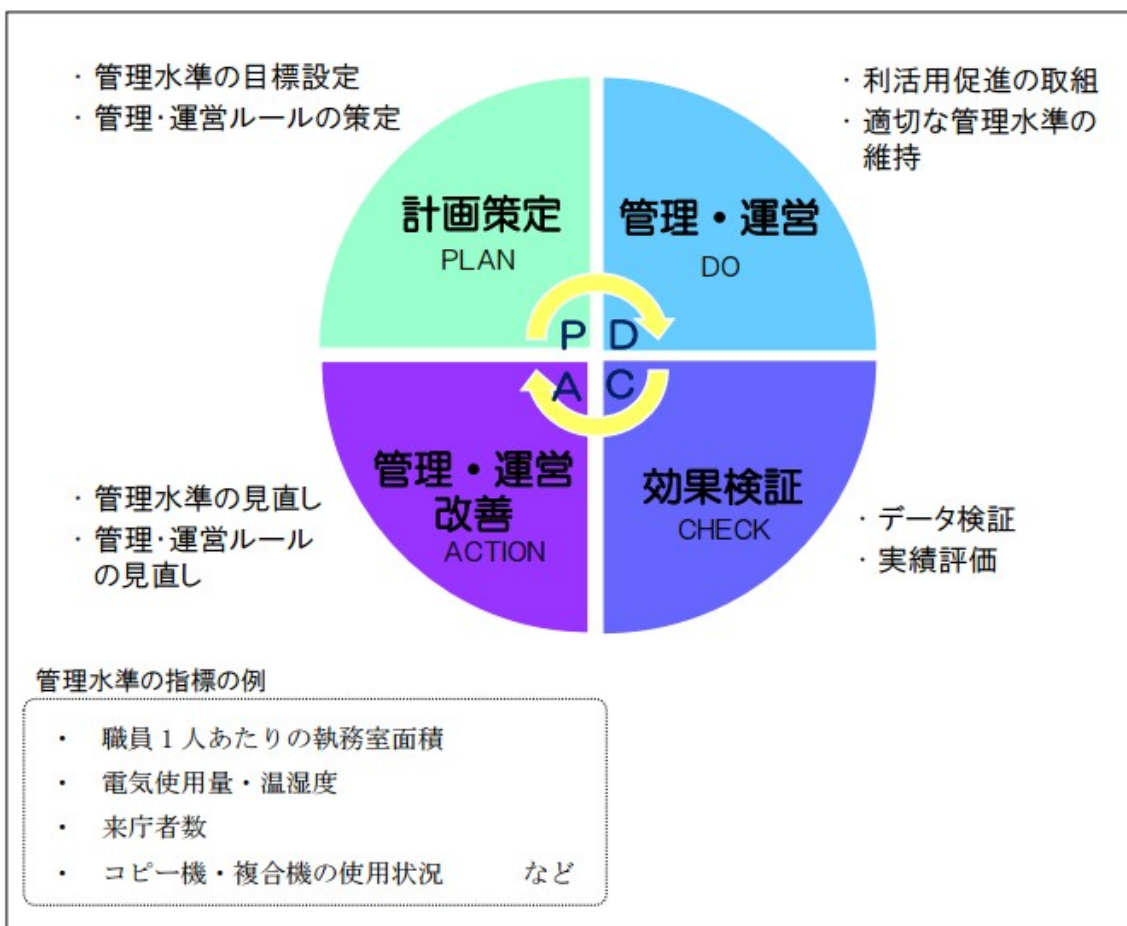 ・管理水準の目標設定
・管理・運営ルールの策定
・利活用促進の取組
・適切な管理水準の
維持
計画策定
PLAN
管理・運営
DO
P D
A C
管理・運営
改善
ACTION
効果検証
CHECK
・管理水準の見直し
・管理・運営ルール
の見直し
・データ検証
・実績評価
管理水準の指標の例
・ 職員1人あたりの執務室面積
・ 電気使用量・温湿度
・ 来庁者数
・ コピー機・複合機の使用状況 など